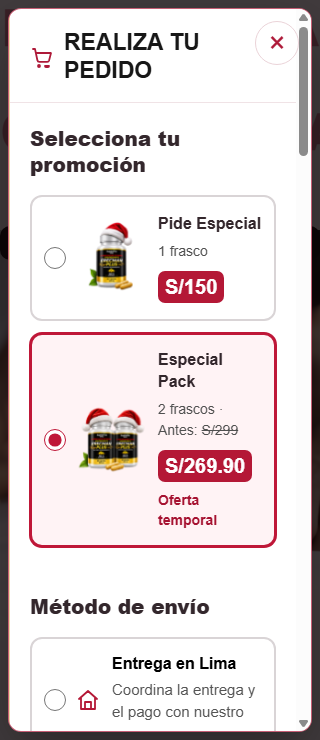 REALIZA TU
PEDIDO
×
Selecciona tu
promoción
Pide Especial
1 frasco
S/150
Especial
Pack
2 frascos ·
Antes: S/299
S/269.90
Oferta
temporal
Método de envío
Entrega en Lima
Coordina la entrega y
el pago con nuestro